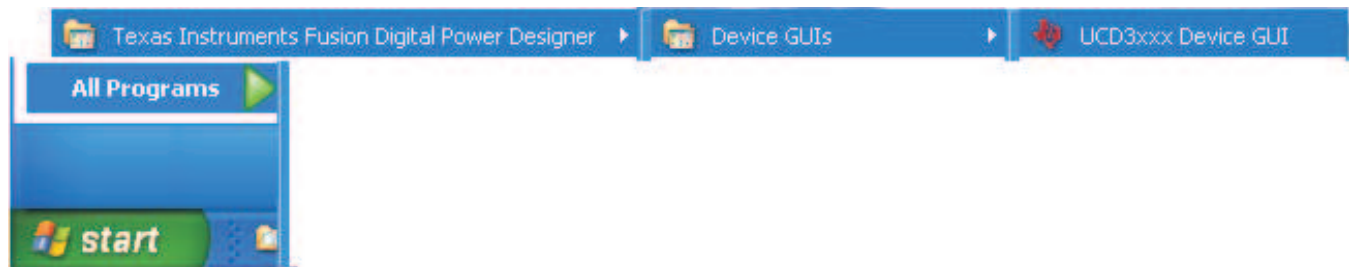 Texas Instruments Fusion Digital Power Designer Device GUIs UCD3xxx Device GUI
All Programs
start